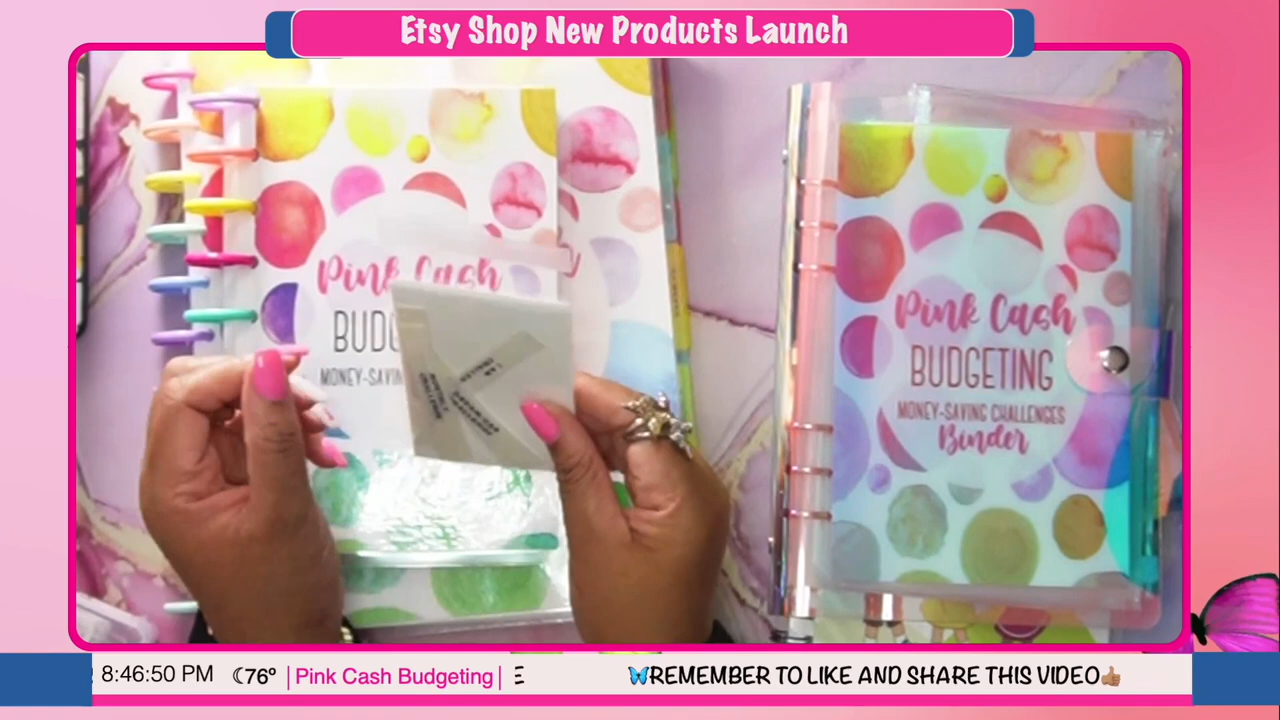 Etsy Shop New Products Launch
Pink Cash
BUDG
MONEY-SAVIN
Pink Cash
BUDGETING
MONEY-SAVING CHALLENGES
Binder
8:46:50 PM
76°
|Pink Cash Budgeting|
REMEMBER TO LIKE AND SHARE THIS VIDEO